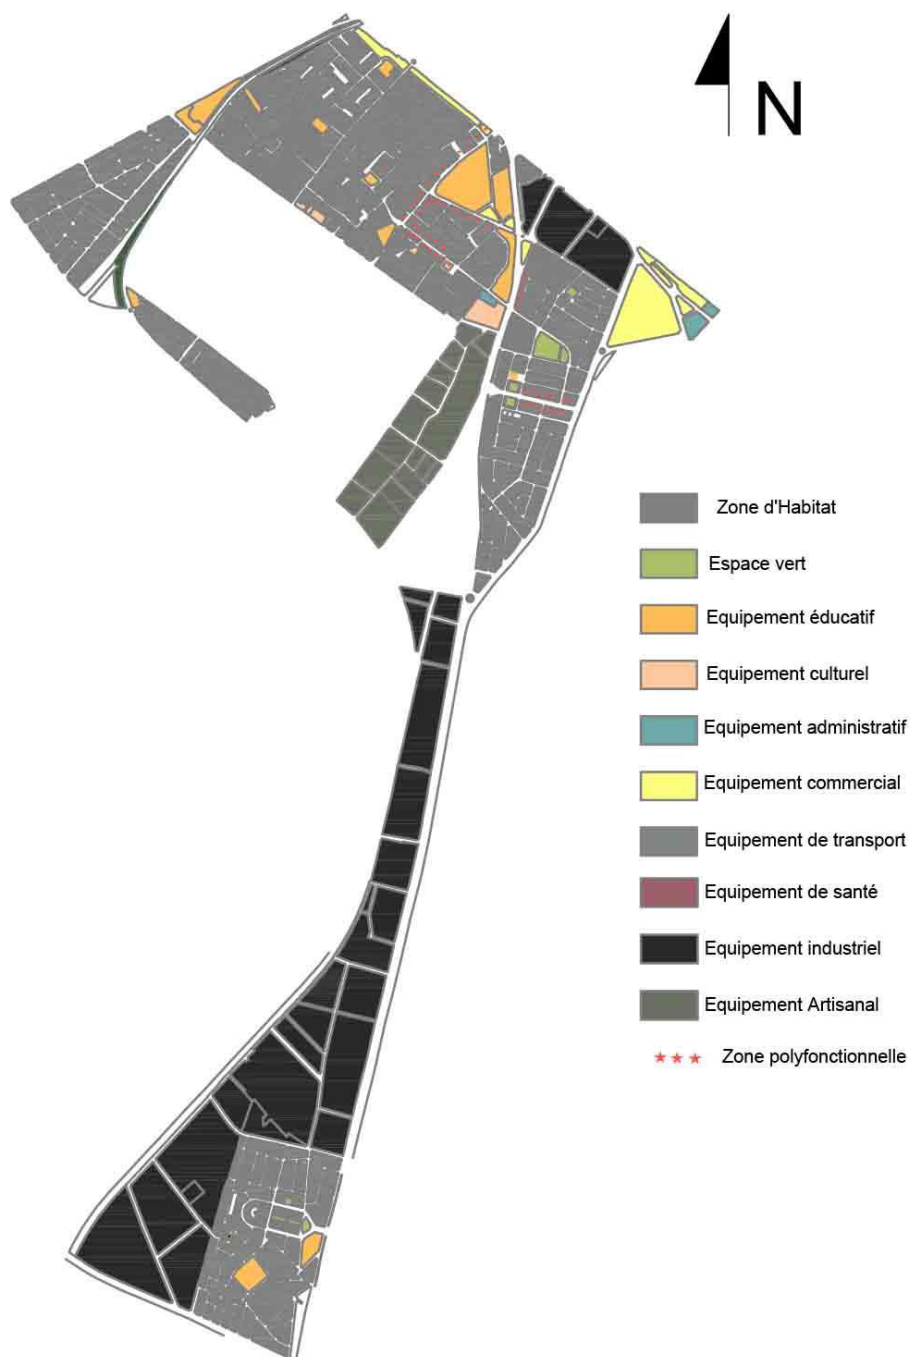 N
Zone d'Habitat
Espace vert
Equipement éducatif
Equipement culturel
Equipement administratif
Equipement commercial
Equipement de transport
Equipement de santé
Equipement industriel
Equipement Artisanal
Zone polyfonctionnelle